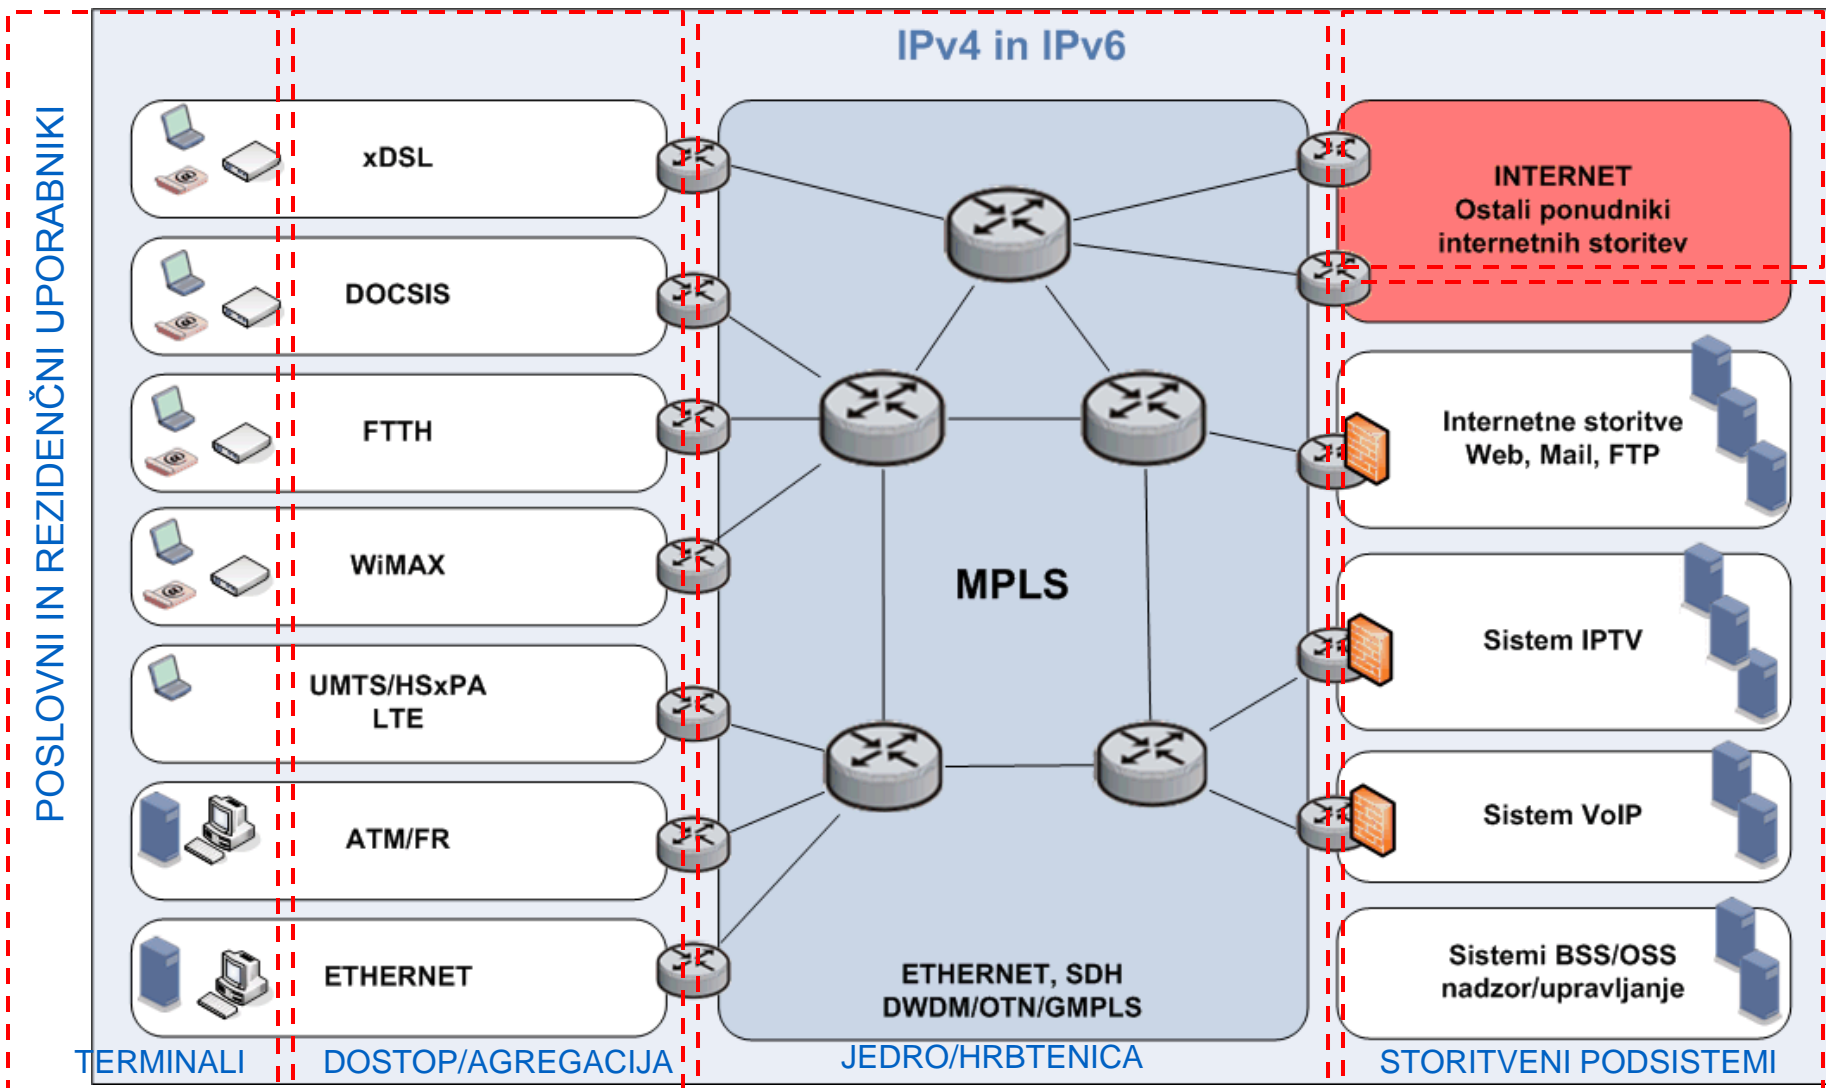 IPv4 in IPv6
POSLOVNI IN REZIDENČNI UPORABNIKI
xDSL
DOCSIS
FTTH
WiMAX
UMTS/HSxPA
LTE
ATM/FR
ETHERNET
MPLS
ETHERNET, SDH
DWDM/OTN/GMPLS
INTERNET
Ostali ponudniki
internetnih storitev
Internetne storitve
Web, Mail, FTP
Sistem IPTV
Sistem VoIP
Sistemi BSS/OSS
nadzor/upravljanje
TERMINALI
DOSTOP/AGREGACIJA
JEDRO/HRBTENICA
STORITVENI PODSISTEMI